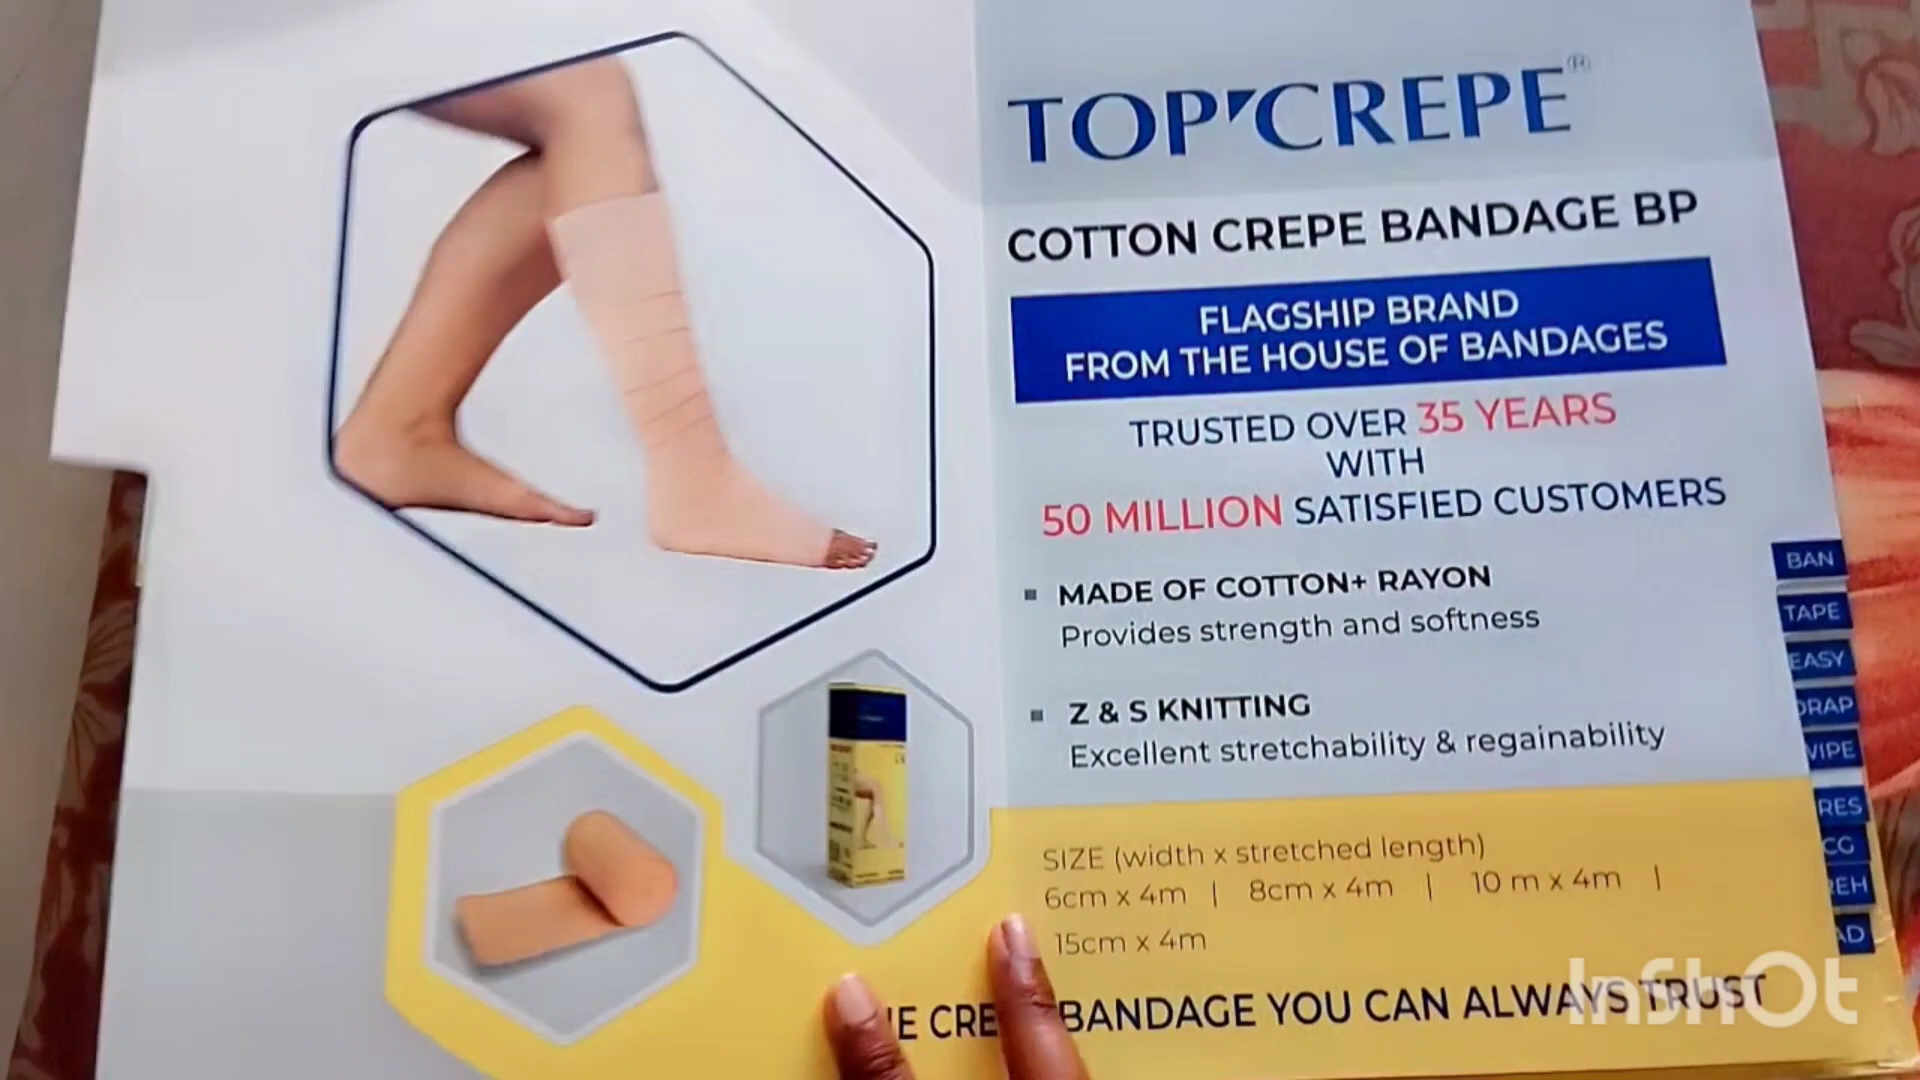 TOP'CREPE®
COTTON CREPE BANDAGE BP
FLAGSHIP BRAND
FROM THE HOUSE OF BANDAGES
TRUSTED OVER 35 YEARS
WITH
50 MILLION SATISFIED CUSTOMERS
▪ MADE OF COTTON+ RAYON
Provides strength and softness
▪ Z & S KNITTING
Excellent stretchability & regainability
SIZE (width x stretched length)
6cm x 4m | 8cm x 4m | 10 m x 4m |
15cm x 4m
BANDAGE YOU CAN ALWAYS TRUST
BAN
TAPE
EASY
DRAP
WIPE
RES
CG
REH
AD
InShOt